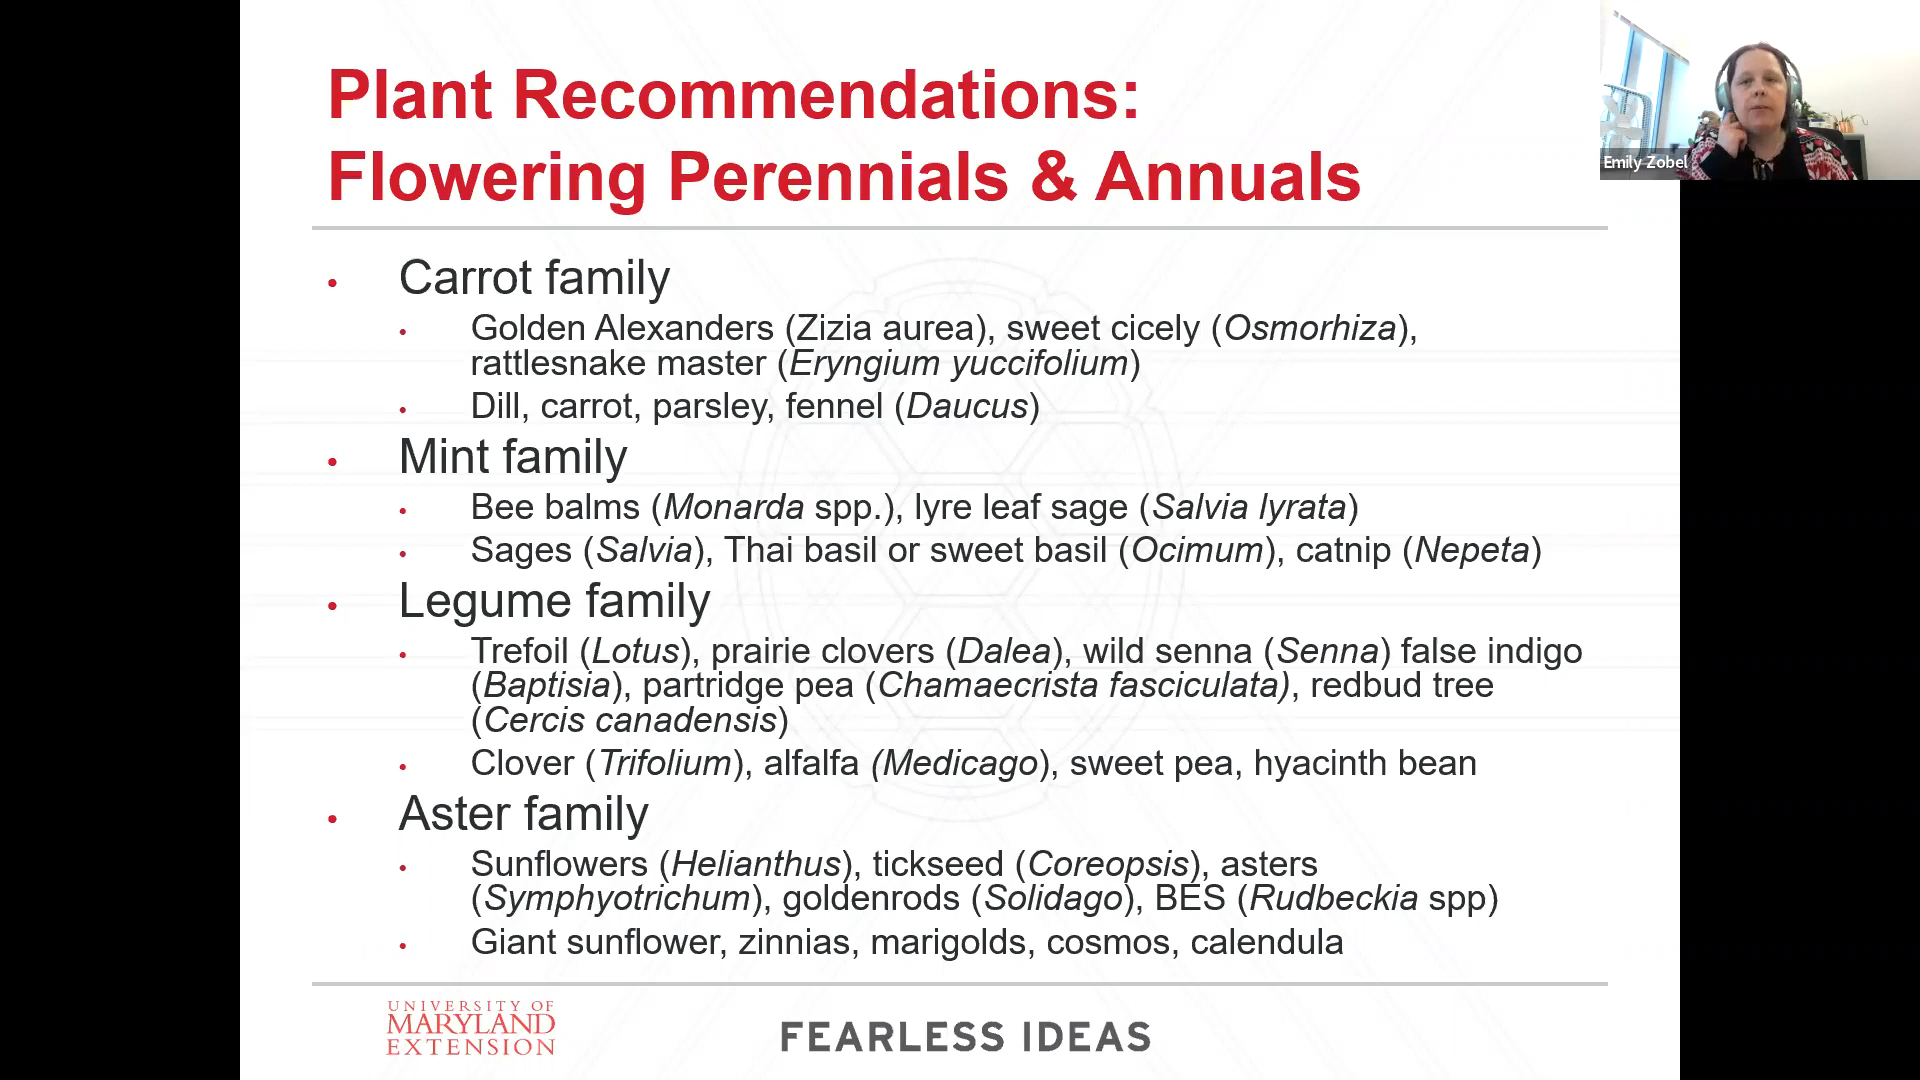 Plant Recommendations:
Flowering Perennials & Annuals
Emily Zobel
• Carrot family
• Golden Alexanders (Zizia aurea), sweet cicely (Osmorhiza),
rattlesnake master (Eryngium yuccifolium)
• Dill, carrot, parsley, fennel (Daucus)
• Mint family
• Bee balms (Monarda spp.), lyre leaf sage (Salvia lyrata)
• Sages (Salvia), Thai basil or sweet basil (Ocimum), catnip (Nepeta)
• Legume family
• Trefoil (Lotus), prairie clovers (Dalea), wild senna (Senna) false indigo
(Baptisia), partridge pea (Chamaecrista fasciculata), redbud tree
(Cercis canadensis)
• Clover (Trifolium), alfalfa (Medicago), sweet pea, hyacinth bean
• Aster family
• Sunflowers (Helianthus), tickseed (Coreopsis), asters
(Symphyotrichum), goldenrods (Solidago), BES (Rudbeckia spp)
• Giant sunflower, zinnias, marigolds, cosmos, calendula
UNIVERSITY OF
MARYLAND
EXTENSION
FEARLESS IDEAS